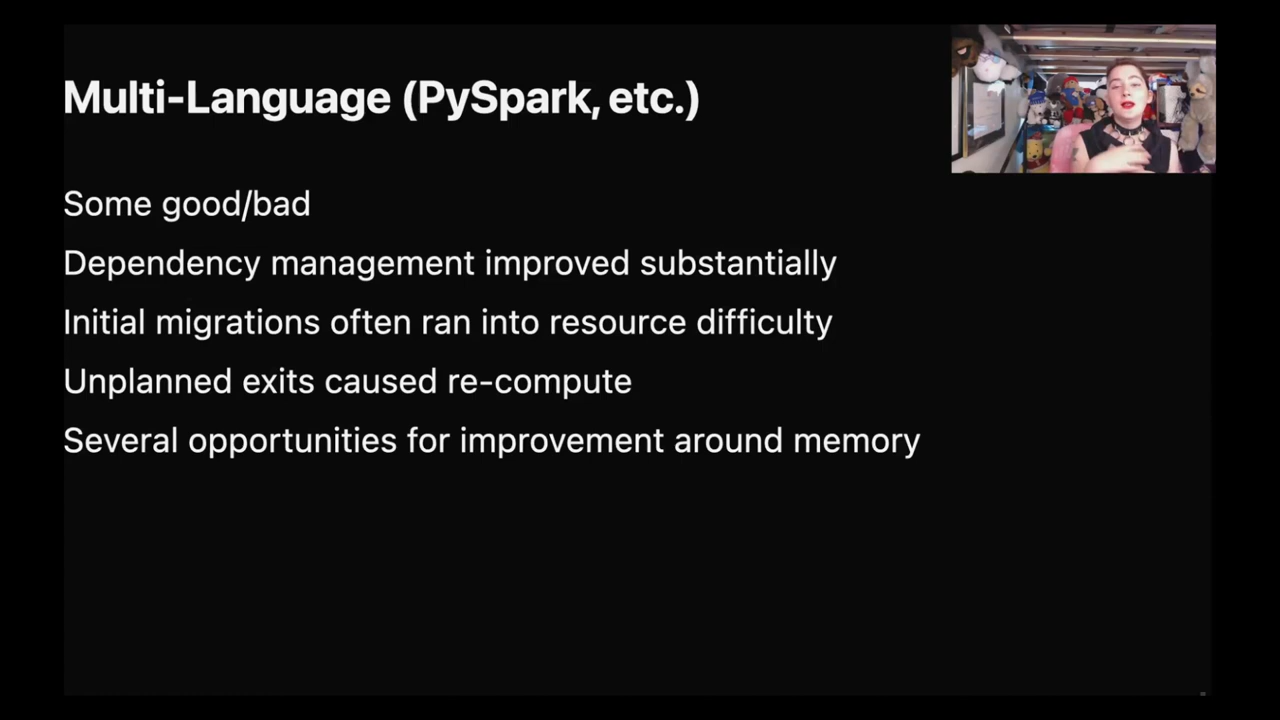 Multi-Language (PySpark, etc.)
Some good/bad
Dependency management improved substantially
Initial migrations often ran into resource difficulty
Unplanned exits caused re-compute
Several opportunities for improvement around memory